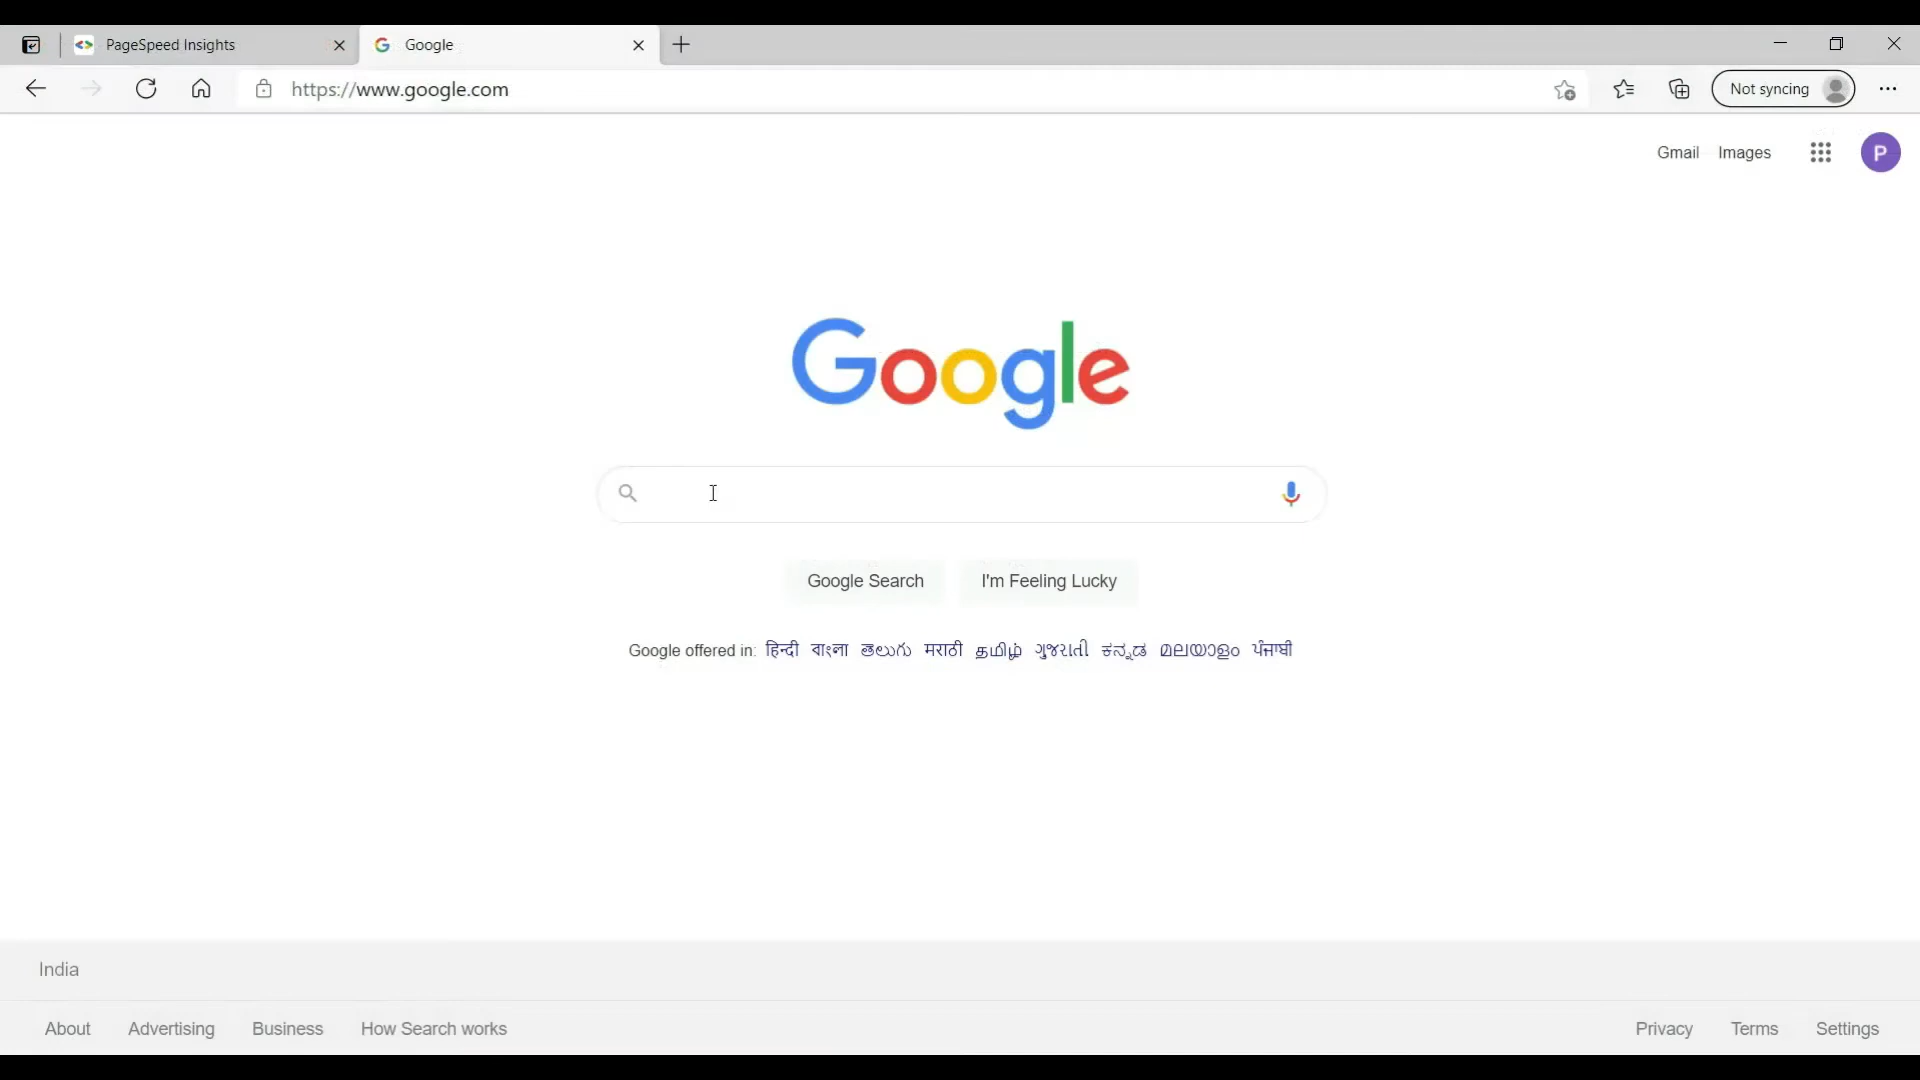 PageSpeed Insights Google
https://www.google.com Not syncing
Gmail Images P
Google
Google Search I'm Feeling Lucky
Google offered in: हिन्दी বাংলা తెలుగు मराठी தமிழ் ગુજરાતી ಕನ್ನಡ മലയാളം ਪੰਜਾਬੀ
India
About Advertising Business How Search works Privacy Terms Settings